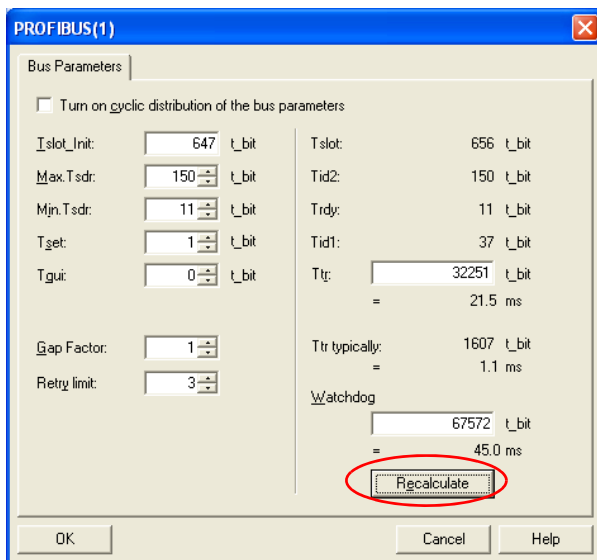 PROFIBUS(1)
Bus Parameters
Turn on cyclic distribution of the bus parameters
Tslot_Init: 647 t_bit
Max.Tsdr: 150 t_bit
Min.Tsdr: 11 t_bit
Tset: 1 t_bit
Tqui: 0 t_bit
Gap Factor: 1
Retry limit: 3
Tslot: 656 t_bit
Tid2: 150 t_bit
Trdy: 11 t_bit
Tid1: 37 t_bit
Ttr: 32251 t_bit
= 21.5 ms
Ttr typically: 1607 t_bit
= 1.1 ms
Watchdog
67572 t_bit
= 45.0 ms
Recalculate
OK Cancel Help